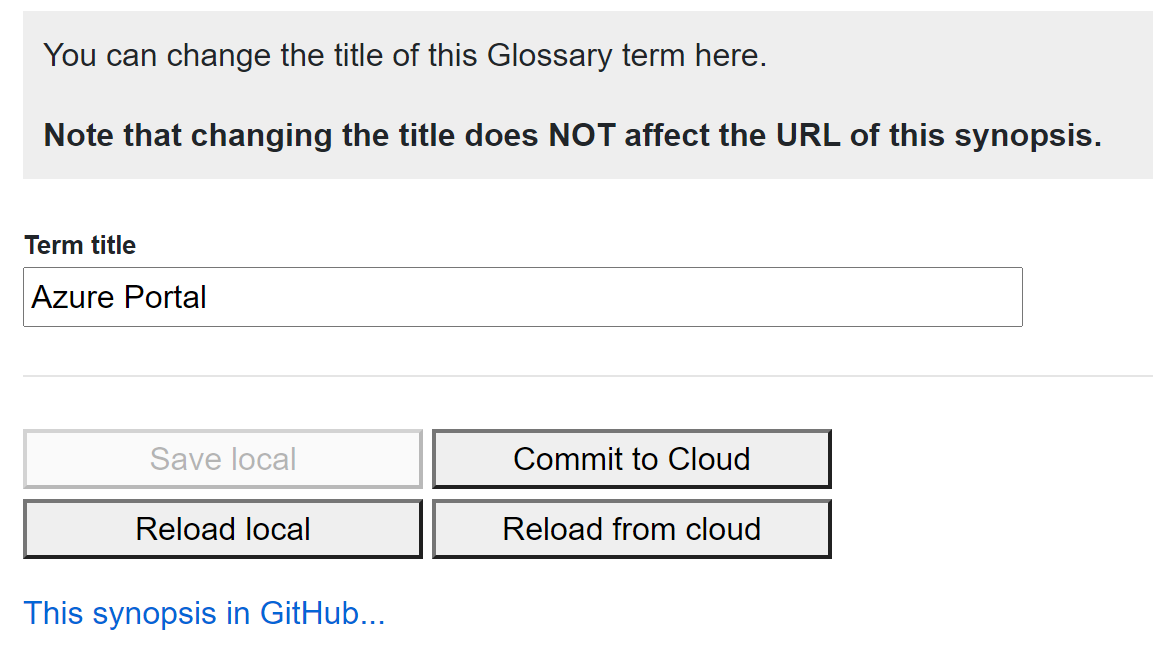 You can change the title of this Glossary term here.
Note that changing the title does NOT affect the URL of this synopsis.
Term title
Azure Portal
Save local
Commit to Cloud
Reload local
Reload from cloud
This synopsis in GitHub...